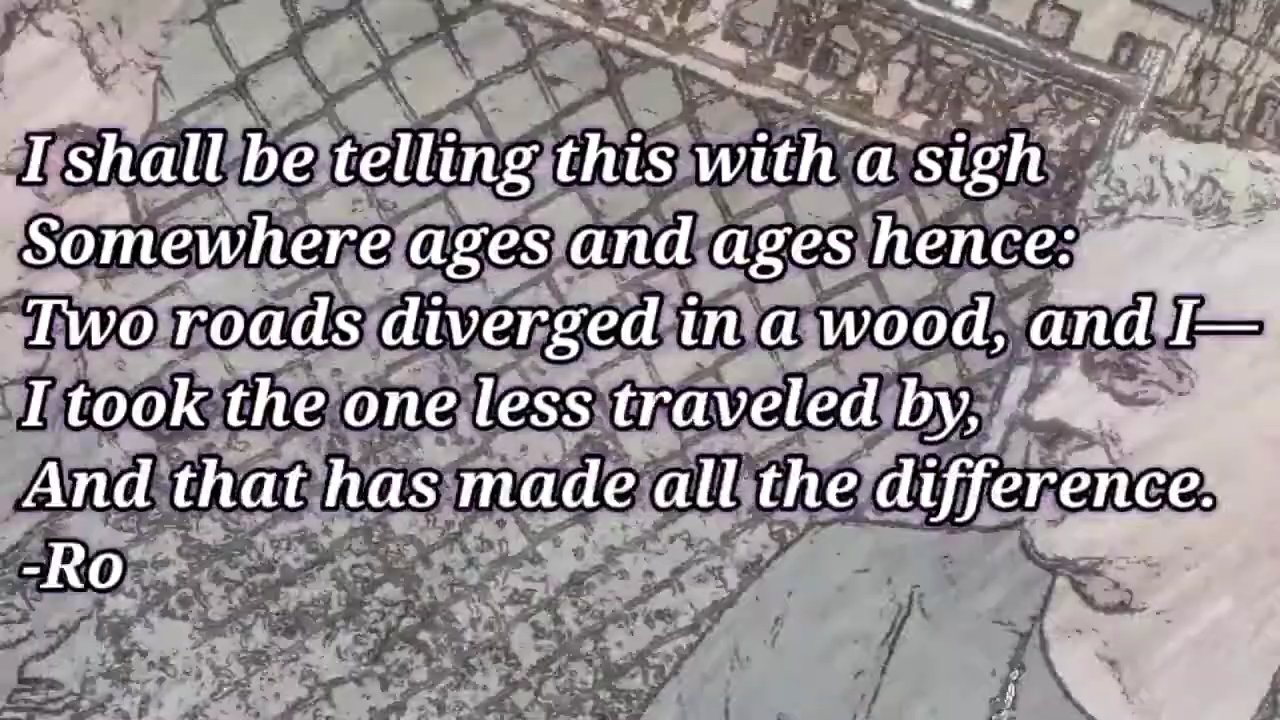 I shall be telling this with a sigh
Somewhere ages and ages hence:
Two roads diverged in a wood, and I—
I took the one less traveled by,
And that has made all the difference.
-Ro